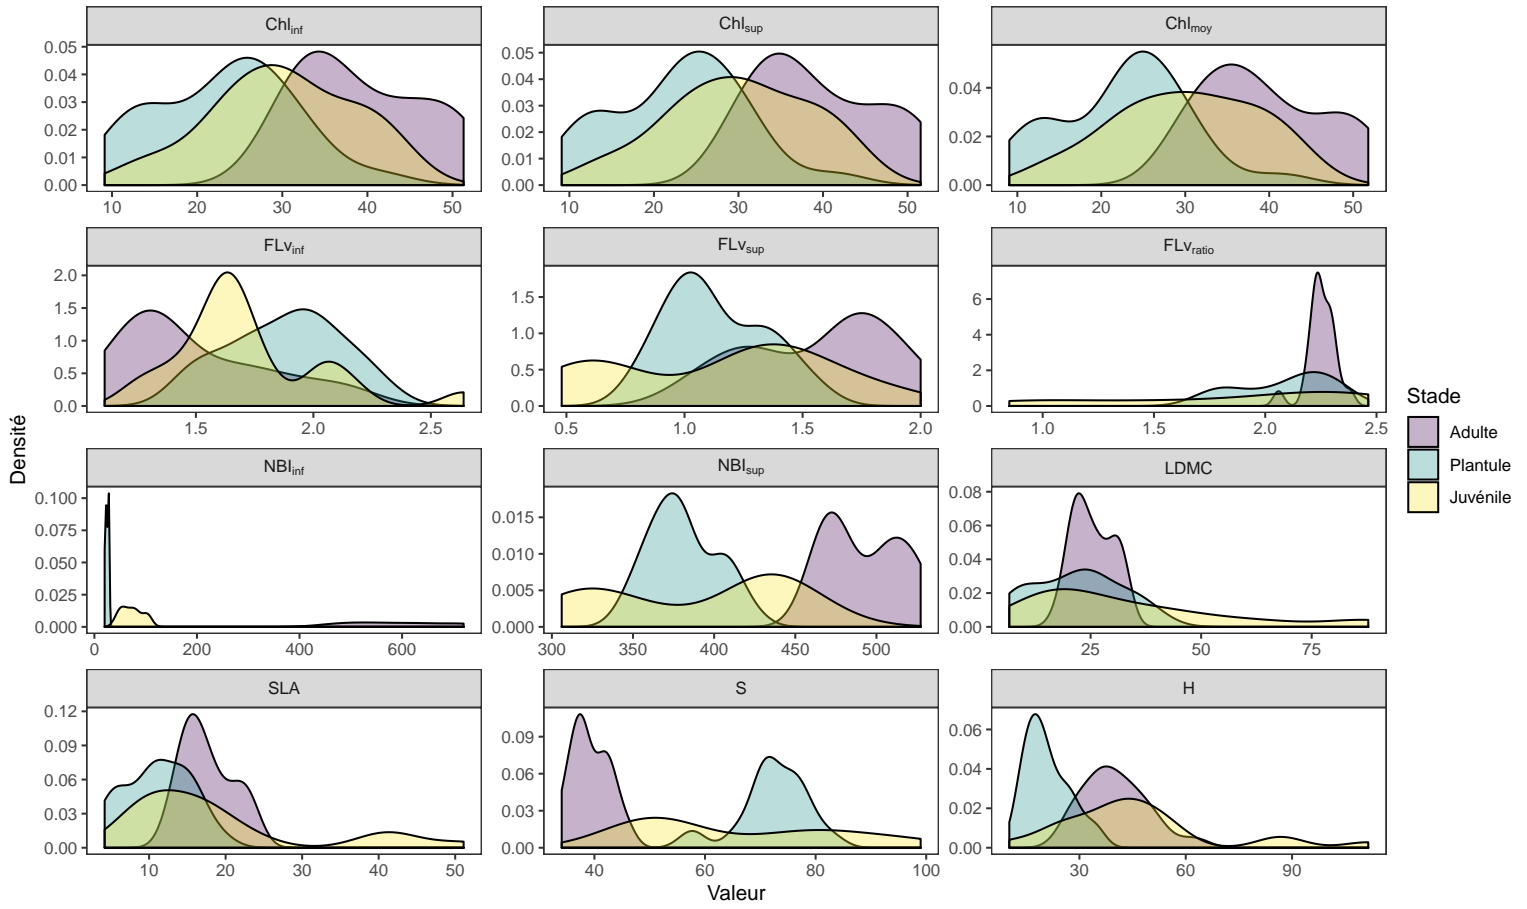 Chl_inf Chl_sup Chl_moy
0.05 0.04 0.03 0.02 0.01 0.00
10 20 30 40 50
0.05 0.04 0.03 0.02 0.01 0.00
10 20 30 40 50
0.04 0.02 0.00
10 20 30 40 50
FLv_inf FLv_sup FLv_ratio
2.0 1.5 1.0 0.5 0.0
1.5 2.0 2.5
1.5 1.0 0.5 0.0
0.5 1.0 1.5 2.0
6 4 2 0
1.0 1.5 2.0 2.5
NBI_inf NBI_sup LDMC
0.100 0.075 0.050 0.025 0.000
0 200 400 600
0.015 0.010 0.005 0.000
300 350 400 450 500
0.08 0.06 0.04 0.02 0.00
25 50 75
SLA S H
0.12 0.09 0.06 0.03 0.00
10 20 30 40 50
0.09 0.06 0.03 0.00
40 60 80 100
0.06 0.04 0.02 0.00
30 60 90
Densité
Valeur
Stade
Adulte
Plantule
Juvénile